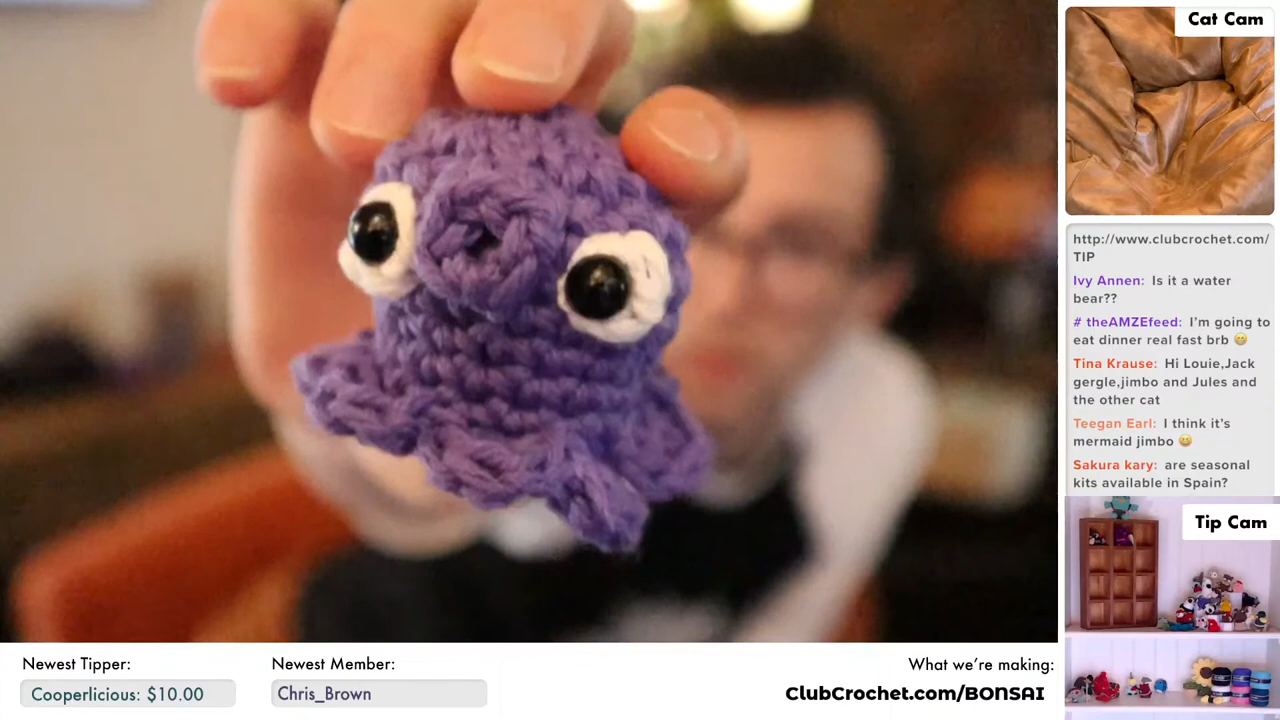 Cat Cam
http://www.clubcrochet.com/
TIP
Ivy Annen: Is it a water
bear??
# theAMZEfeed: I'm going to
eat dinner real fast brb 😁
Tina Krause: Hi Louie,Jack
gergle,jimbo and Jules and
the other cat
Teegan Earl: I think it's
mermaid jimbo 😁
Sakura kary: are seasonal
kits available in Spain?
Tip Cam
Newest Tipper:
Cooperlicious: $10.00
Newest Member:
Chris_Brown
What we're making:
ClubCrochet.com/BONSAI